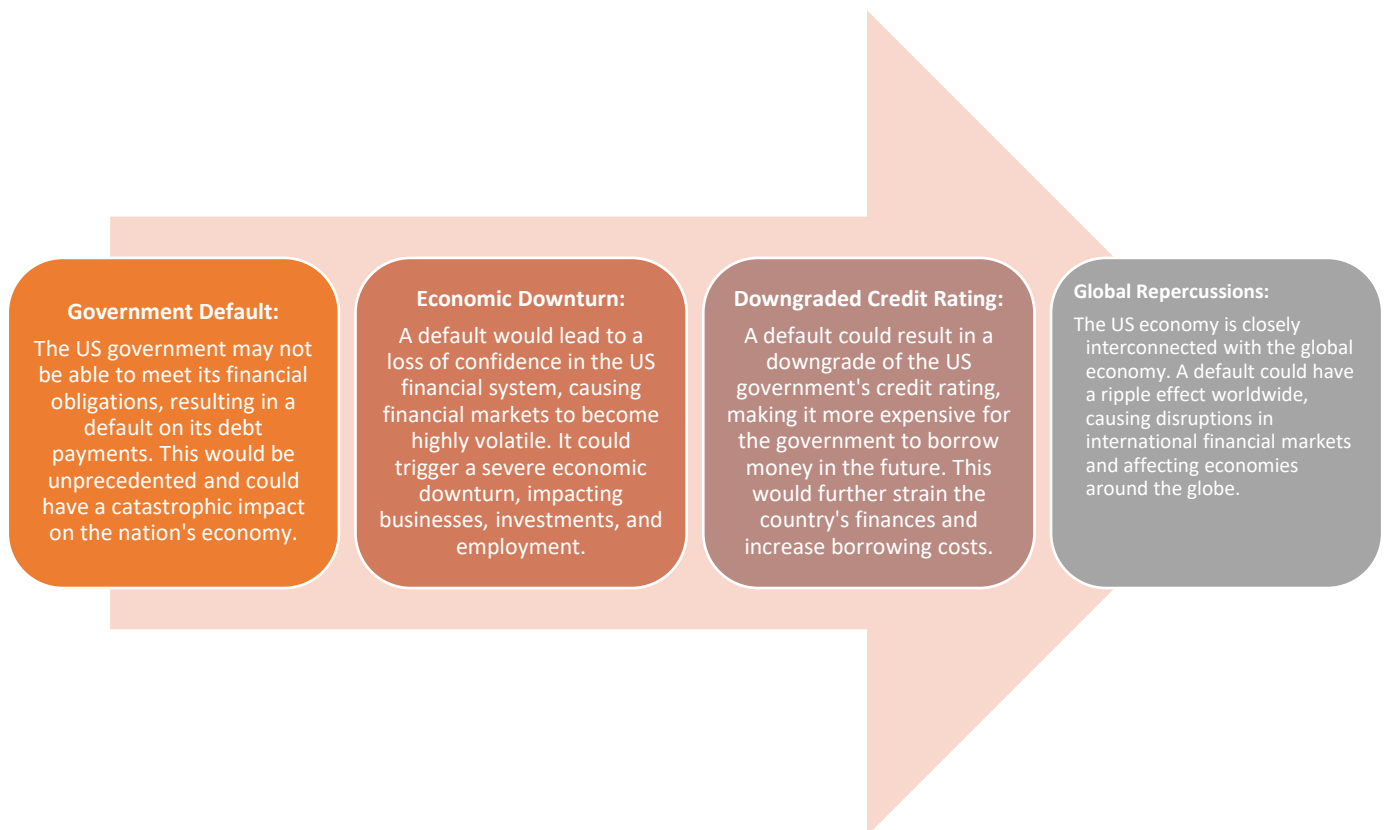 Government Default:
The US government may not
be able to meet its financial
obligations, resulting in a
default on its debt
payments. This would be
unprecedented and could
have a catastrophic impact
on the nation's economy.
Economic Downturn:
A default would lead to a
loss of confidence in the US
financial system, causing
financial markets to become
highly volatile. It could
trigger a severe economic
downturn, impacting
businesses, investments, and
employment.
Downgraded Credit Rating:
A default could result in a
downgrade of the US
government's credit rating,
making it more expensive for
the government to borrow
money in the future. This
would further strain the
country's finances and
increase borrowing costs.
Global Repercussions:
The US economy is closely
interconnected with the global
economy. A default could have
a ripple effect worldwide,
causing disruptions in
international financial markets
and affecting economies
around the globe.